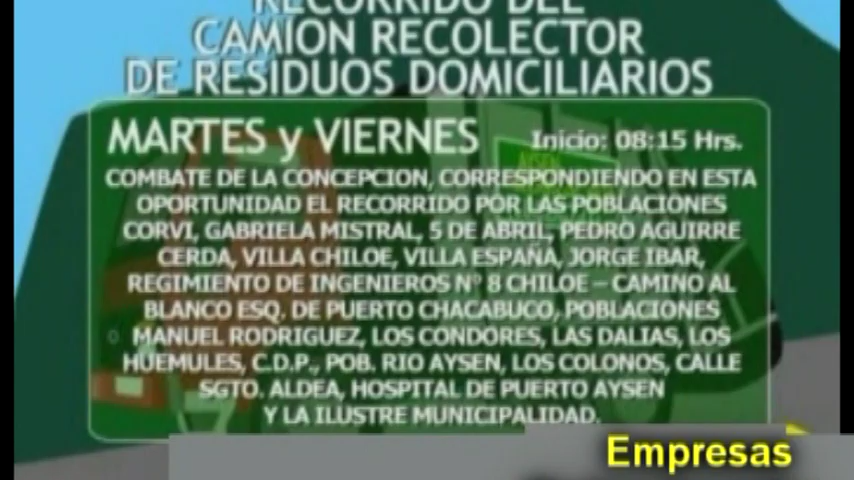 RECORRIDO DEL
CAMION RECOLECTOR
DE RESIDUOS DOMICILIARIOS
MARTES y VIERNES Inicio: 08:15 Hrs.
COMBATE DE LA CONCEPCION, CORRESPONDIENDO EN ESTA
OPORTUNIDAD EL RECORRIDO POR LAS POBLACIONES
CORVI, GABRIELA MISTRAL, 5 DE ABRIL, PEDRO AGUIRRE
CERDA, VILLA CHILOE, VILLA ESPAÑA, JORGE IBAR,
REGIMIENTO DE INGENIEROS N° 8 CHILOE – CAMINO AL
BLANCO ESQ. DE PUERTO CHACABUCO, POBLACIONES
MANUEL RODRIGUEZ, LOS CONDORES, LAS DALIAS, LOS
HUEMULES, C.D.P., POB. RIO AYSEN, LOS COLONOS, CALLE
SGTO. ALDEA, HOSPITAL DE PUERTO AYSEN
Y LA ILUSTRE MUNICIPALIDAD.
Empresas